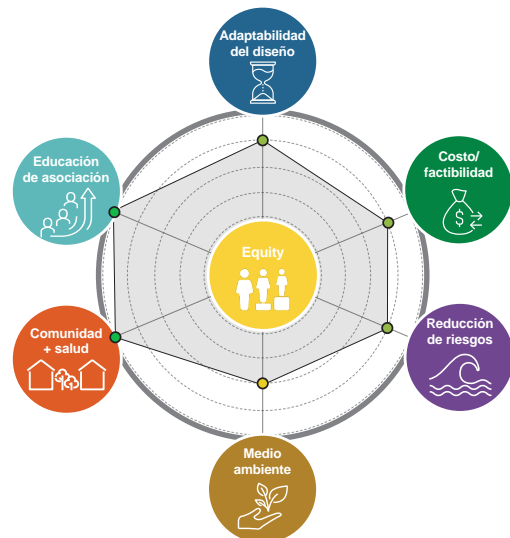 Adaptabilidad
del diseño
Educación
de asociación
Costo/
factibilidad
$
Equity
Comunidad
+ salud
Reducción
de riesgos
Medio
ambiente